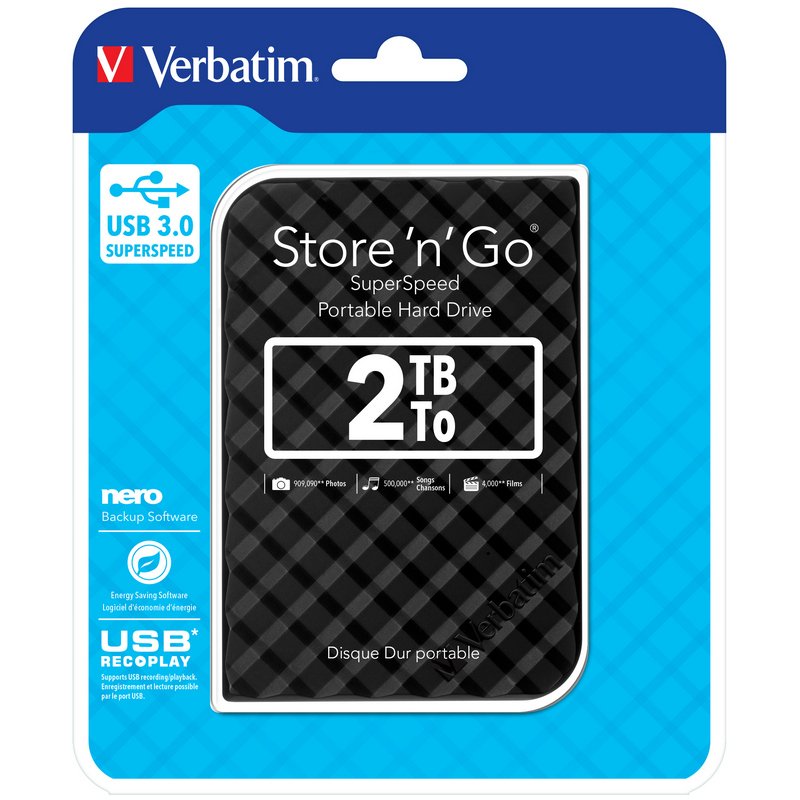 Verbatim®
USB 3.0
SUPERSPEED
Store 'n' Go®
SuperSpeed
Portable Hard Drive
2 TB
To
909,090** Photos
500,000** Songs
Chansons
4,000** Films
nero
Backup Software
Energy Saving Software
Logiciel d'économie d'énergie
USB*
RECOPLAY
Supports USB recording/playback.
Enregistrement et lecture possible
par le port USB.
Verbatim
Disque Dur portable